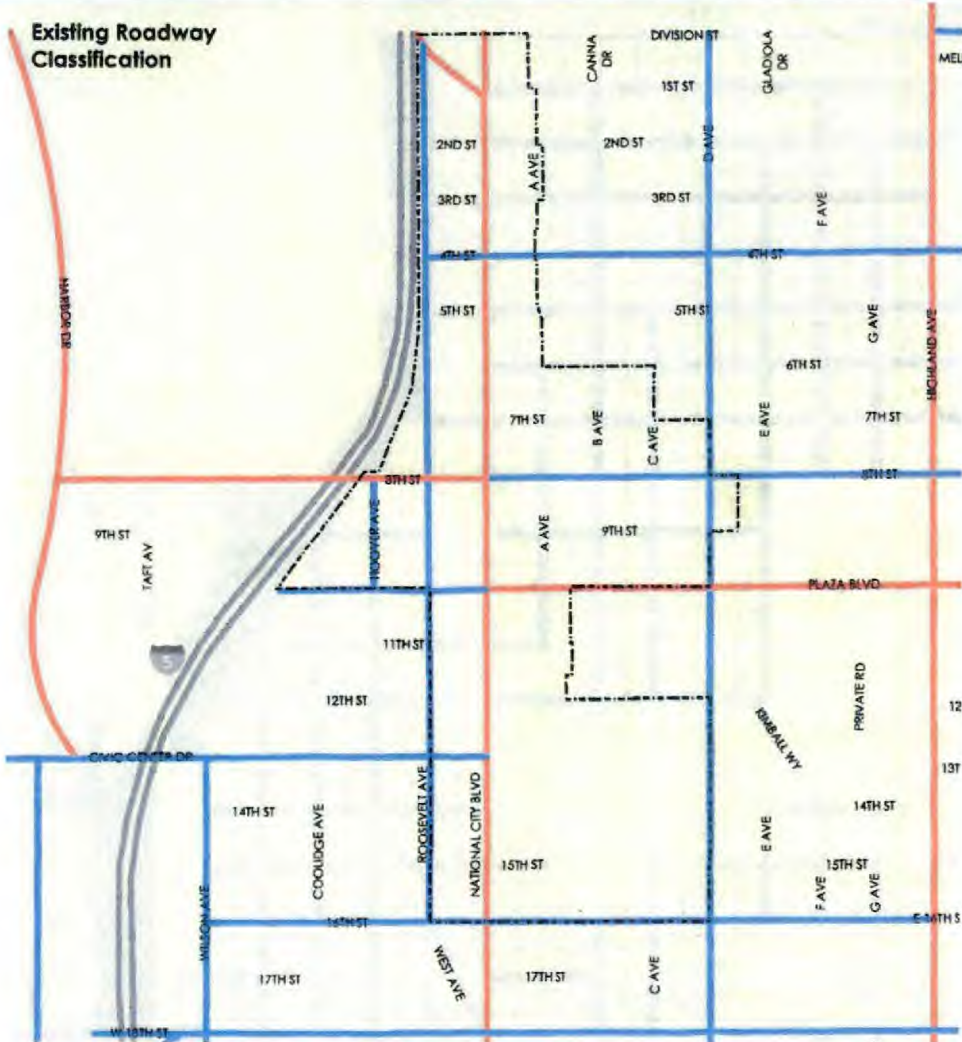 Existing Roadway
Classification
DIVISION ST
CANNA
DR
GLADIOLA
DR
MEL
1ST ST
2ND ST
2ND ST
D AVE
A AVE
3RD ST
3RD ST
F AVE
4TH ST
4TH ST
HARBOR DR
5TH ST
5TH ST
G AVE
HIGHLAND AVE
6TH ST
7TH ST
B AVE
C AVE
E AVE
7TH ST
8TH ST
8TH ST
HOOVER AVE
9TH ST
TAFT AV
A AVE
9TH ST
PLAZA BLVD
5
11TH ST
12TH ST
PRIVATE RD
12
KIMBALL WY
CIVIC CENTER DR
13T
ROOSEVELT AVE
NATIONAL CITY BLVD
14TH ST
COOLIDGE AVE
14TH ST
E AVE
15TH ST
15TH ST
F AVE
G AVE
WILSON AVE
16TH ST
E 16TH S
17TH ST
WEST AVE
17TH ST
C AVE
W 18TH ST